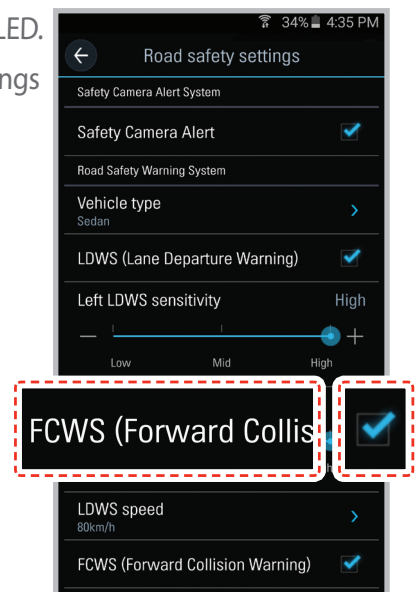 LED.
ngs
34% 4:35 PM
Road safety settings
Safety Camera Alert System
Safety Camera Alert
Road Safety Warning System
Vehicle type
Sedan
LDWS (Lane Departure Warning)
Left LDWS sensitivity High
Low Mid High
FCWS (Forward Collis
LDWS speed
80km/h
FCWS (Forward Collision Warning)